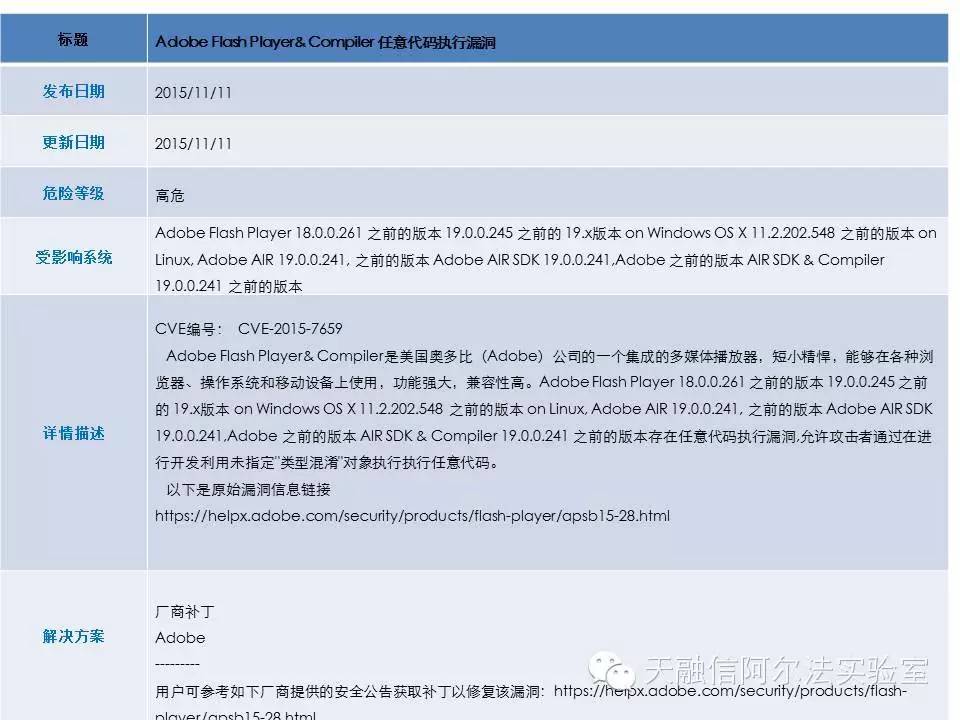 标题
Adobe Flash Player& Compiler 任意代码执行漏洞
发布日期
2015/11/11
更新日期
2015/11/11
危险等级
高危
受影响系统
Adobe Flash Player 18.0.0.261 之前的版本 19.0.0.245 之前的 19.x版本 on Windows OS X 11.2.202.548 之前的版本 on
Linux, Adobe AIR 19.0.0.241, 之前的版本 Adobe AIR SDK 19.0.0.241,Adobe 之前的版本 AIR SDK & Compiler
19.0.0.241 之前的版本
详情描述
CVE编号： CVE-2015-7659
Adobe Flash Player& Compiler是美国奥多比（Adobe）公司的一个集成的多媒体播放器，短小精悍，能够在各种浏
览器、操作系统和移动设备上使用，功能强大，兼容性高。Adobe Flash Player 18.0.0.261 之前的版本 19.0.0.245 之前
的 19.x版本 on Windows OS X 11.2.202.548 之前的版本 on Linux, Adobe AIR 19.0.0.241, 之前的版本 Adobe AIR SDK
19.0.0.241,Adobe 之前的版本 AIR SDK & Compiler 19.0.0.241 之前的版本存在任意代码执行漏洞,允许攻击者通过在进
行开发利用未指定"类型混淆"对象执行执行任意代码。
以下是原始漏洞信息链接
https://helpx.adobe.com/security/products/flash-player/apsb15-28.html
解决方案
厂商补丁
Adobe
---------
用户可参考如下厂商提供的安全公告获取补丁以修复该漏洞：https://helpx.adobe.com/security/products/flash-
player/apsb15-28.html
天融信阿尔法实验室